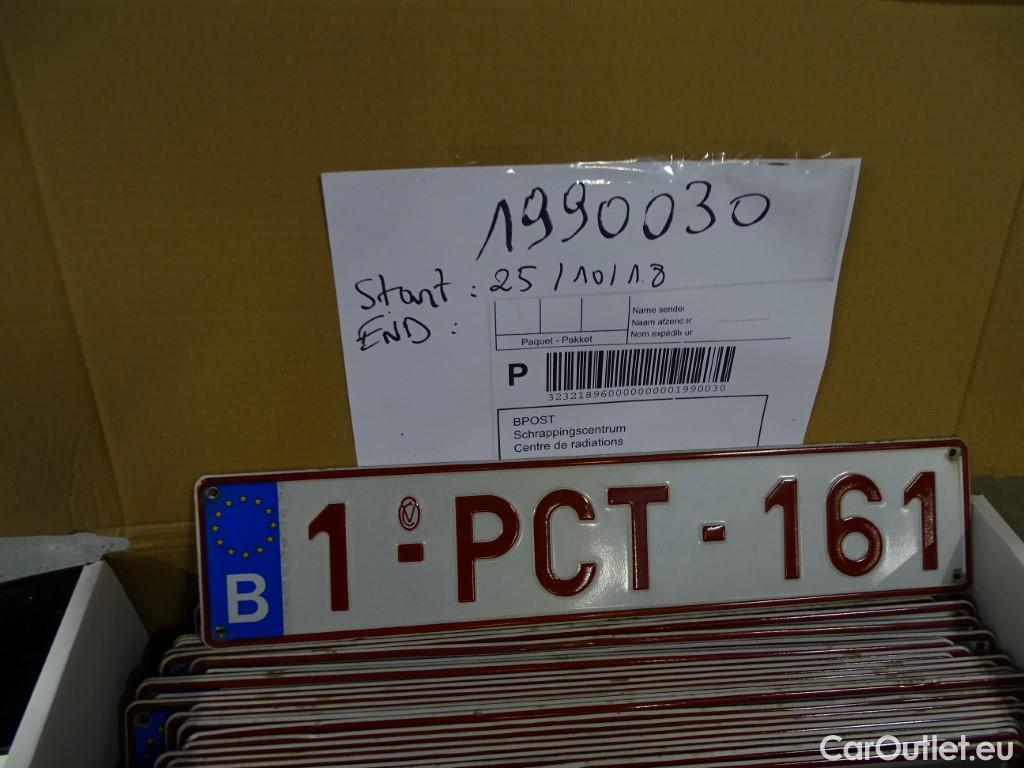 1990030
Start : 25/10/18
END :
Name sender
Naam afzender
Nom expéditeur
Paquet - Pakket
P
323218960000000001990030
BPOST
Schrappingscentrum
Centre de radiations
B 1-PCT-161
CarOutlet.eu